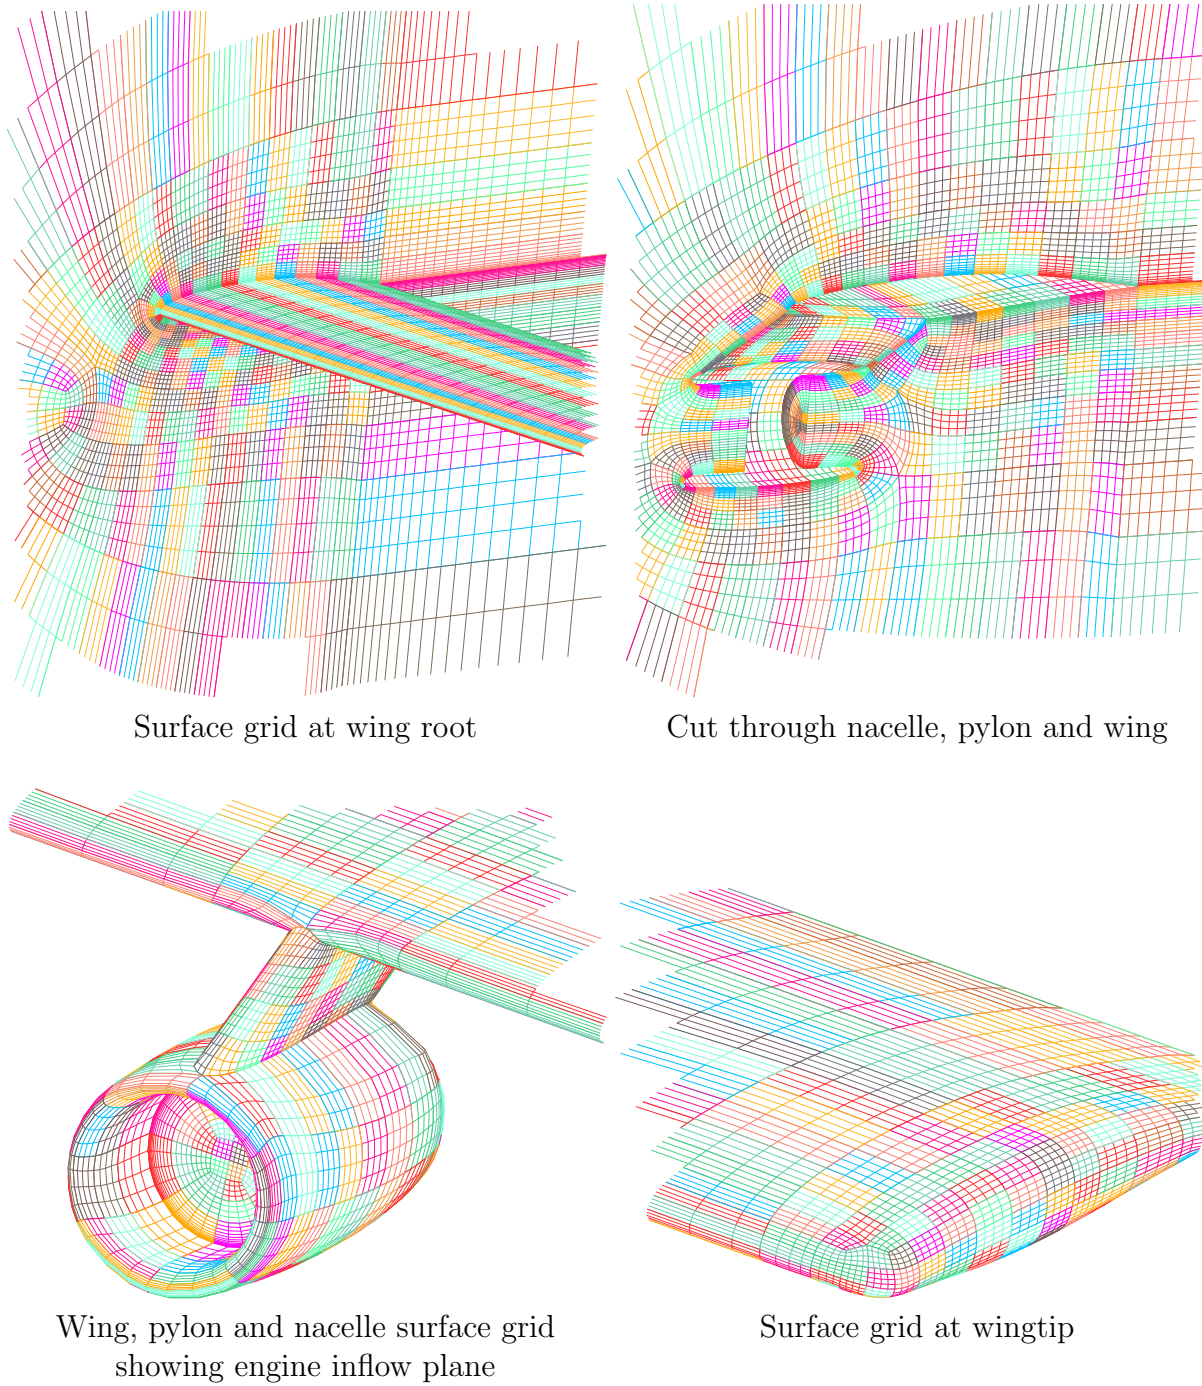 Surface grid at wing root
Cut through nacelle, pylon and wing
Wing, pylon and nacelle surface grid
showing engine inflow plane
Surface grid at wingtip